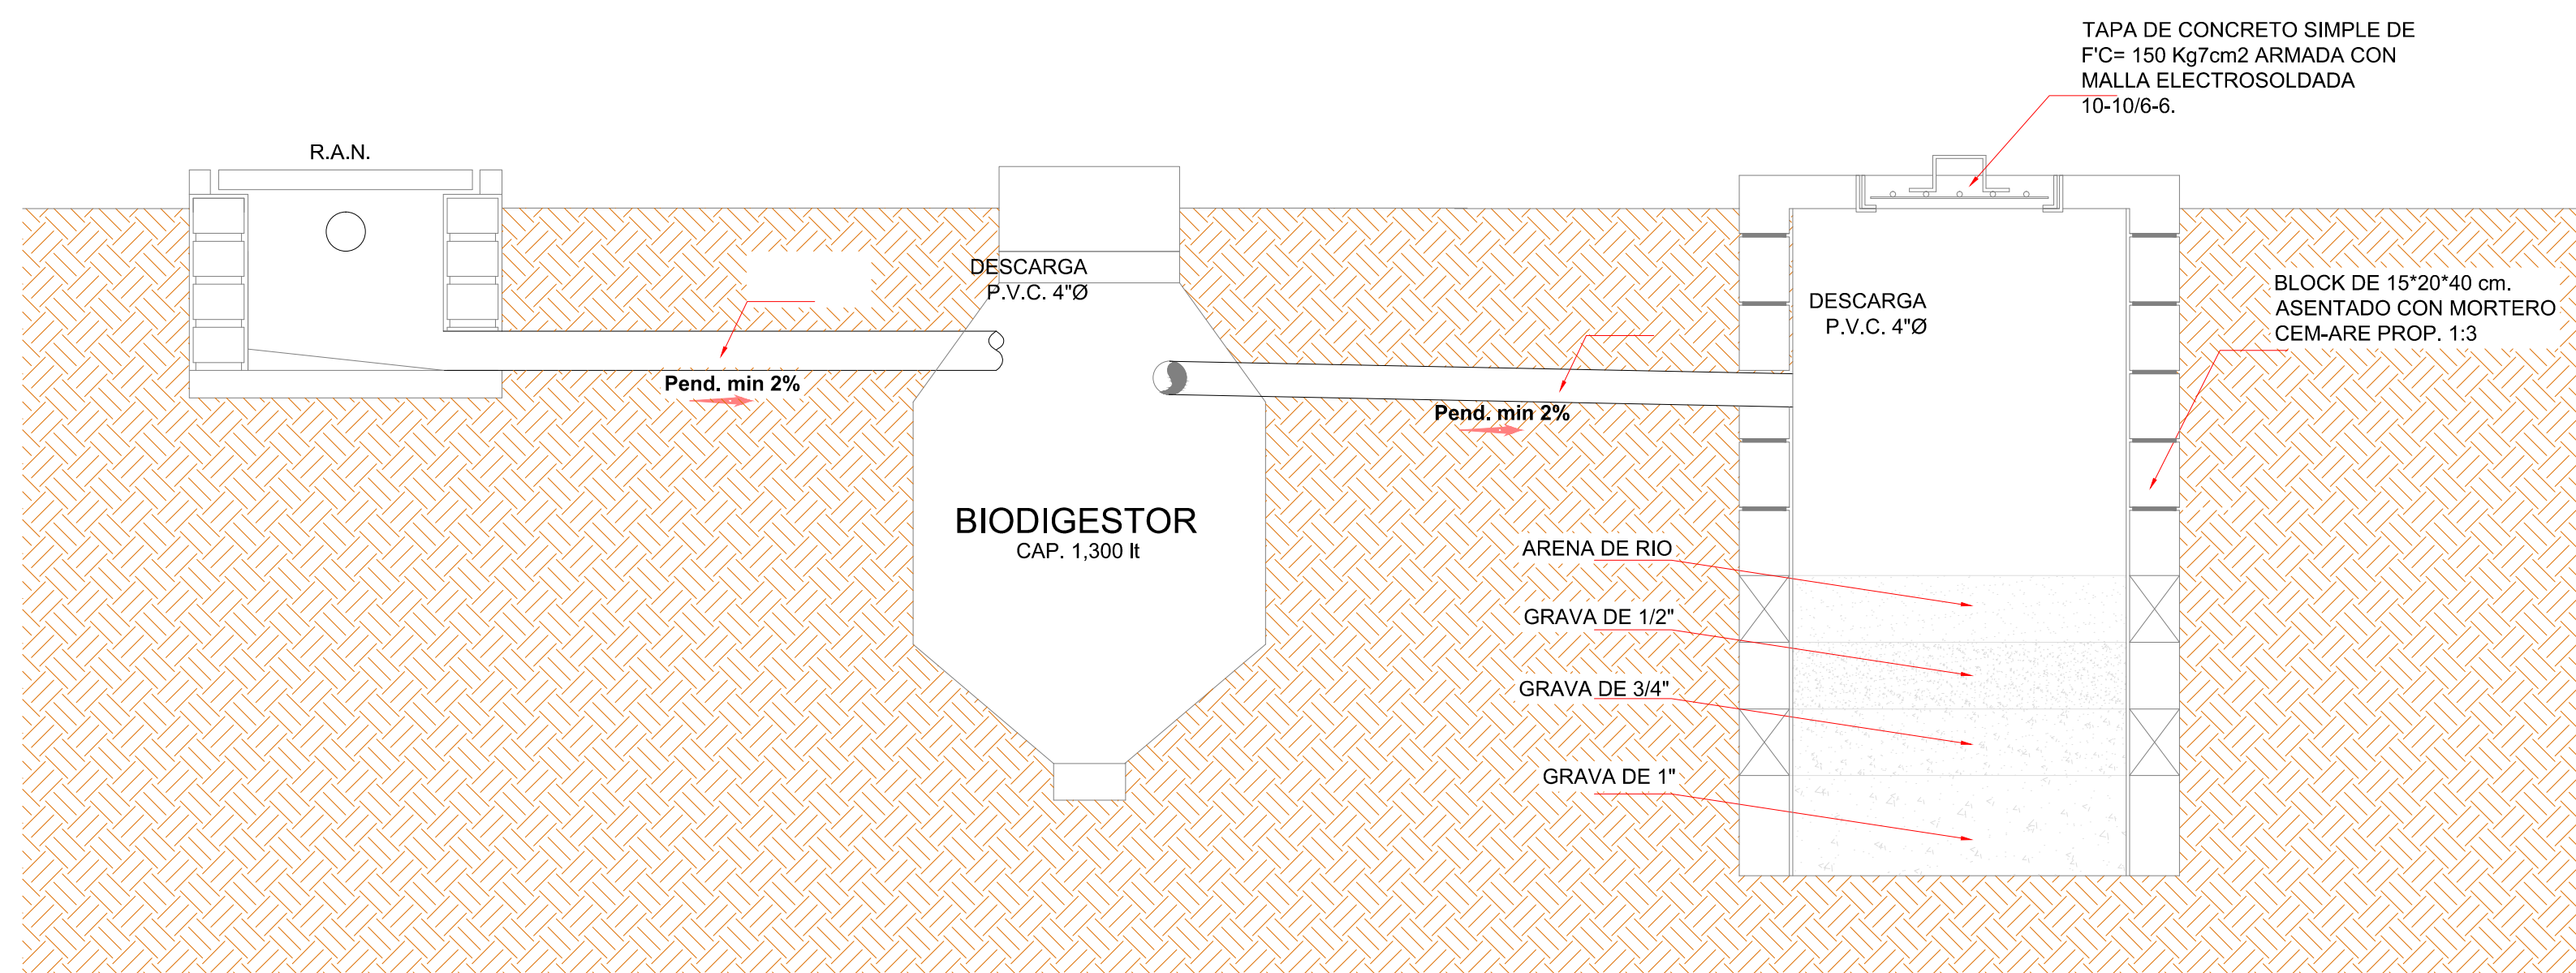 TAPA DE CONCRETO SIMPLE DE
F'C= 150 Kg7cm2 ARMADA CON
MALLA ELECTROSOLDADA
10-10/6-6.
R.A.N.
DESCARGA
P.V.C. 4"Ø
Pend. min 2%
DESCARGA
P.V.C. 4"Ø
Pend. min 2%
BLOCK DE 15*20*40 cm.
ASENTADO CON MORTERO
CEM-ARE PROP. 1:3
BIODIGESTOR
CAP. 1,300 lt
ARENA DE RIO
GRAVA DE 1/2"
GRAVA DE 3/4"
GRAVA DE 1"